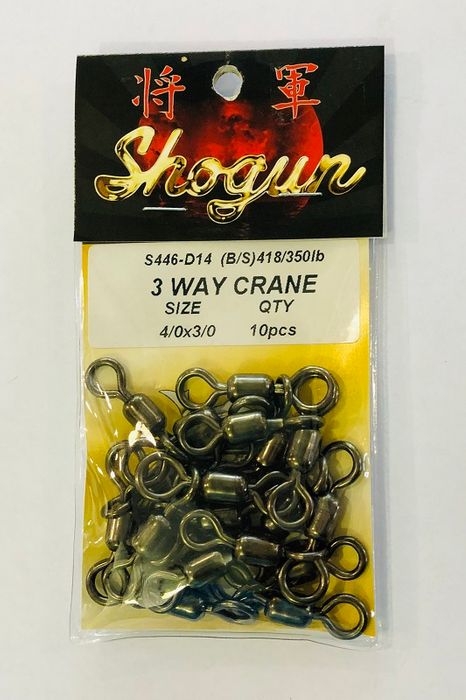 将 軍
Shogun
S446-D14 (B/S)418/350lb
3 WAY CRANE
SIZE QTY
4/0x3/0 10pcs